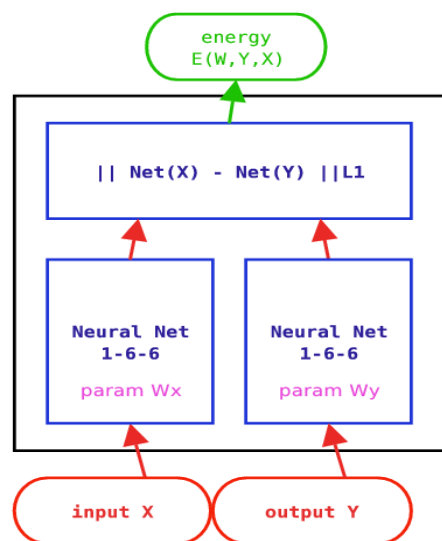 energy
E(W,Y,X)
|| Net(X) - Net(Y) ||L1
Neural Net
1-6-6
param Wx
Neural Net
1-6-6
param Wy
input X
output Y